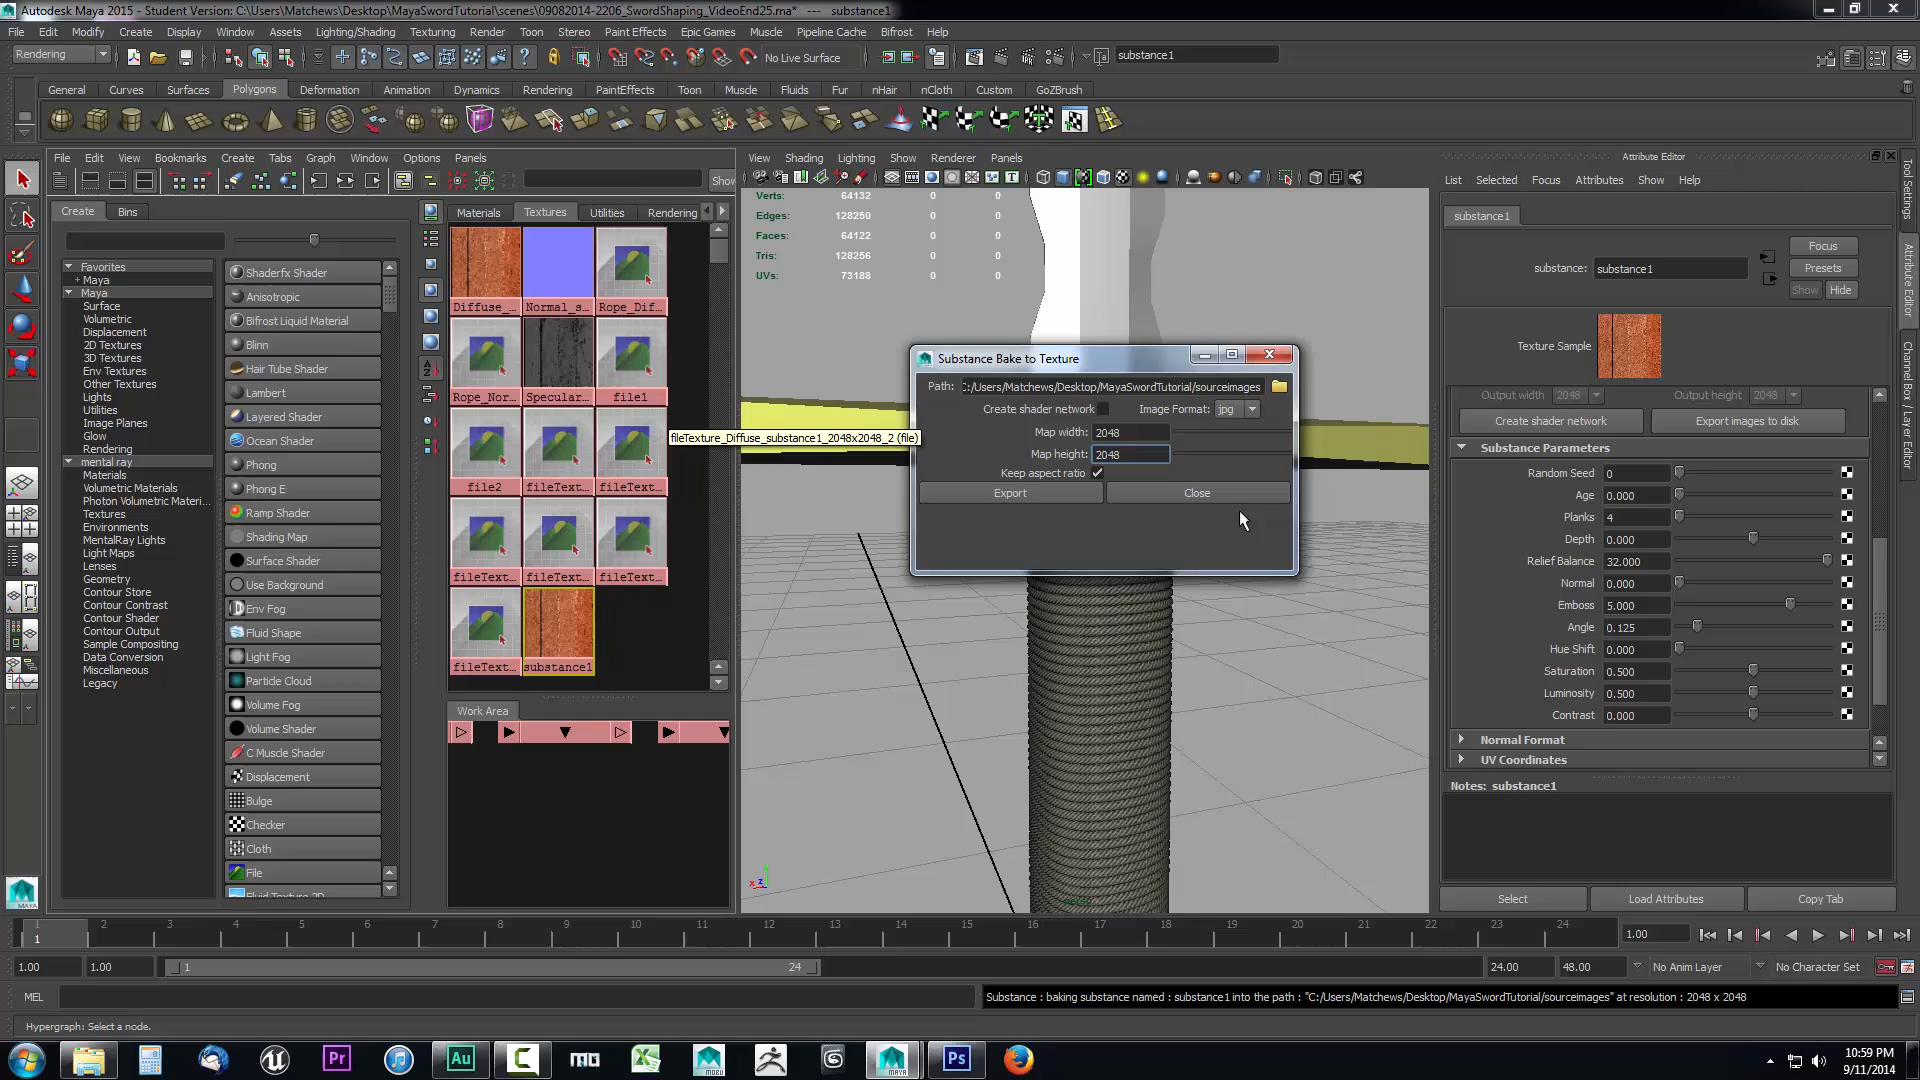 Autodesk Maya 2015 - Student Version: C:\Users\Matchews\Desktop\MayaSwordTutorial\scenes\09082014-2206_SwordShaping_VideoEnd25.ma* --- substance1
File Edit Modify Create Display Window Assets Lighting/Shading Texturing Render Toon Stereo Paint Effects Epic Games Muscle Pipeline Cache Bifrost Help
Rendering No Live Surface substance1
General Curves Surfaces Polygons Deformation Animation Dynamics Rendering PaintEffects Toon Muscle Fluids Fur nHair nCloth Custom GoZBrush
File Edit View Bookmarks Create Tabs Graph Window Options Panels
Show
Create Bins
Favorites
+ Maya
Maya
Surface
Volumetric
Displacement
2D Textures
3D Textures
Env Textures
Other Textures
Lights
Utilities
Image Planes
Glow
Rendering
mental ray
Materials
Volumetric Materials
Photon Volumetric Materi...
Textures
Environments
MentalRay Lights
Light Maps
Lenses
Geometry
Contour Store
Contour Contrast
Contour Shader
Contour Output
Sample Compositing
Data Conversion
Miscellaneous
Legacy
Shaderfx Shader
Anisotropic
Bifrost Liquid Material
Blinn
Hair Tube Shader
Lambert
Layered Shader
Ocean Shader
Phong
Phong E
Ramp Shader
Shading Map
Surface Shader
Use Background
Env Fog
Fluid Shape
Light Fog
Particle Cloud
Volume Fog
Volume Shader
C Muscle Shader
Displacement
Bulge
Checker
Cloth
File
Fluid Texture 2D
Materials Textures Utilities Rendering
Diffuse_... Normal_s... Rope_Dif...
Rope_Nor... Specular... file1
file2 fileText... fileText...
fileText... fileText... fileText...
fileText... substance1
Work Area
View Shading Lighting Show Renderer Panels
Verts: 64132 0 0
Edges: 128250 0 0
Faces: 64122 0 0
Tris: 128256 0 0
UVs: 73188 0 0
fileTexture_Diffuse_substance1_2048x2048_2 (file)
Substance Bake to Texture
Path: :/Users/Matchews/Desktop/MayaSwordTutorial/sourceimages
Create shader network Image Format: jpg
Map width: 2048
Map height: 2048
Keep aspect ratio
Export Close
x z
Attribute Editor
List Selected Focus Attributes Show Help
substance1
substance: substance1
Focus
Presets
Show Hide
Texture Sample
Output width 2048 Output height 2048
Create shader network Export images to disk
Substance Parameters
Random Seed 0
Age 0.000
Planks 4
Depth 0.000
Relief Balance 32.000
Normal 0.000
Emboss 5.000
Angle 0.125
Hue Shift 0.000
Saturation 0.500
Luminosity 0.500
Contrast 0.000
Normal Format
UV Coordinates
Notes: substance1
Select Load Attributes Copy Tab
Tool Settings
Attribute Editor
Channel Box / Layer Editor
1 2 3 4 5 6 7 8 9 10 11 12 13 14 15 16 17 18 19 20 21 22 23 24
1
1.00
1.00 1.00 1 24 24.00 48.00 No Anim Layer No Character Set
MEL
Substance : baking substance named : substance1 into the path : "C:/Users/Matchews/Desktop/MayaSwordTutorial/sourceimages" at resolution : 2048 x 2048
Hypergraph: Select a node.
Pr Au C MOBU MAYA Ps
10:59 PM
9/11/2014